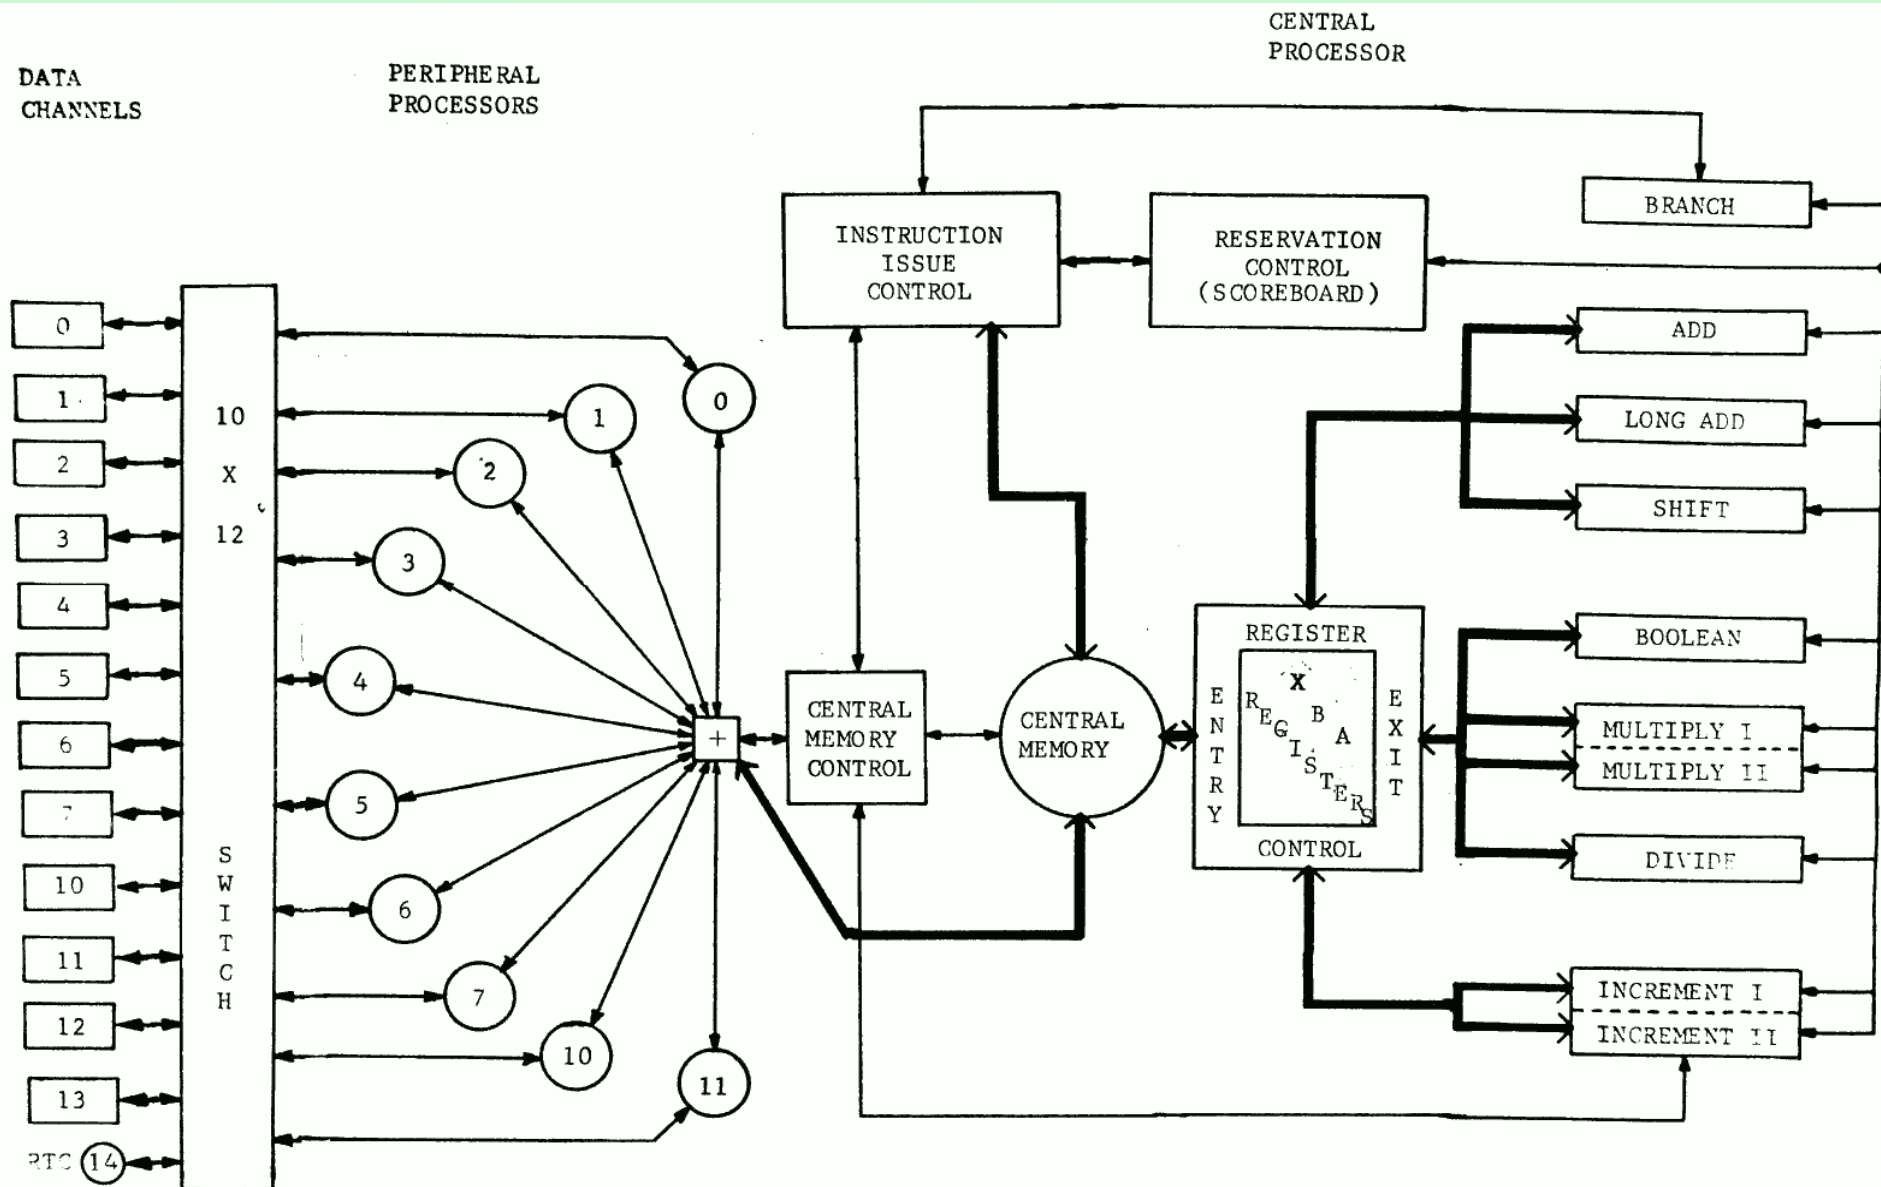 CENTRAL
PROCESSOR
DATA
CHANNELS
PERIPHERAL
PROCESSORS
INSTRUCTION
ISSUE
CONTROL
RESERVATION
CONTROL
(SCOREBOARD)
BRANCH
ADD
LONG ADD
SHIFT
BOOLEAN
MULTIPLY I
MULTIPLY II
DIVIDE
INCREMENT I
INCREMENT II
0
1
2
3
4
5
6
7
10
11
12
13
RTC 14
10
X
12
SWITCH
0
1
2
3
4
5
6
7
10
11
+
CENTRAL
MEMORY
CONTROL
CENTRAL
MEMORY
REGISTER
ENTRY
X
B
A
REGISTERS
EXIT
CONTROL